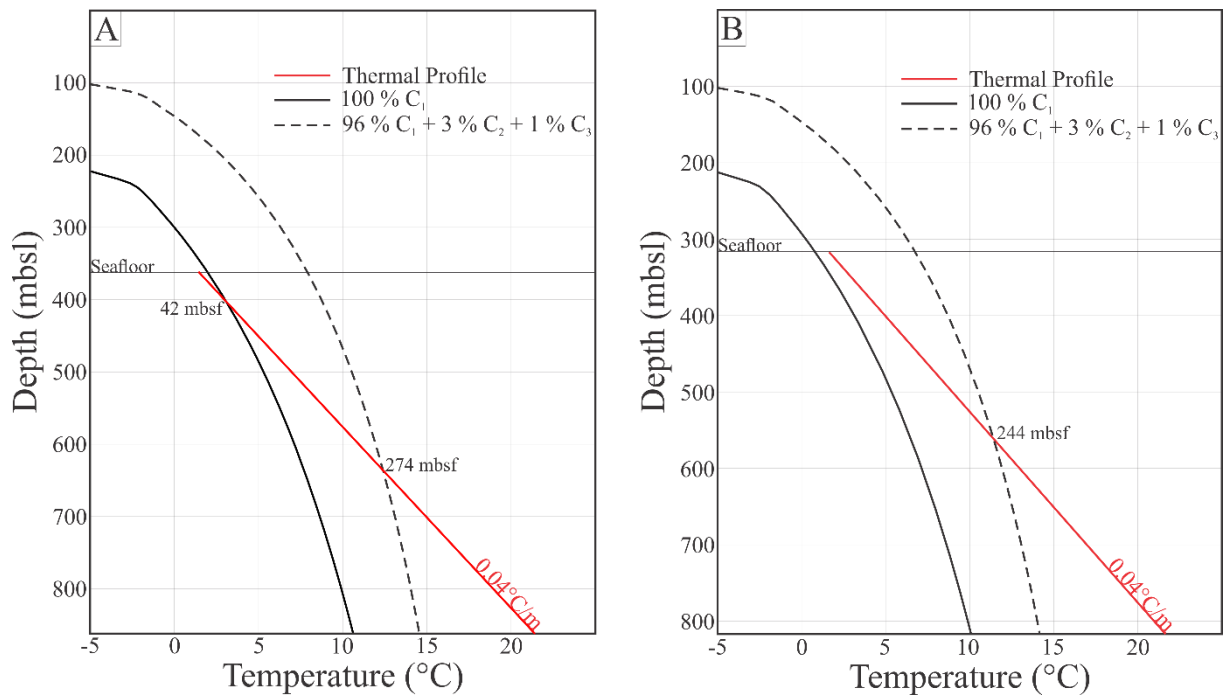 A
Thermal Profile
100 % C₁
96 % C₁ + 3 % C₂ + 1 % C₃
100
200
300
400
500
600
700
800
Seafloor
42 mbsf
274 mbsf
0.04°C/m
-5
0
5
10
15
20
Depth (mbsl)
Temperature (°C)
B
Thermal Profile
100 % C₁
96 % C₁ + 3 % C₂ + 1 % C₃
100
200
300
400
500
600
700
800
Seafloor
244 mbsf
0.04°C/m
-5
0
5
10
15
20
Depth (mbsl)
Temperature (°C)